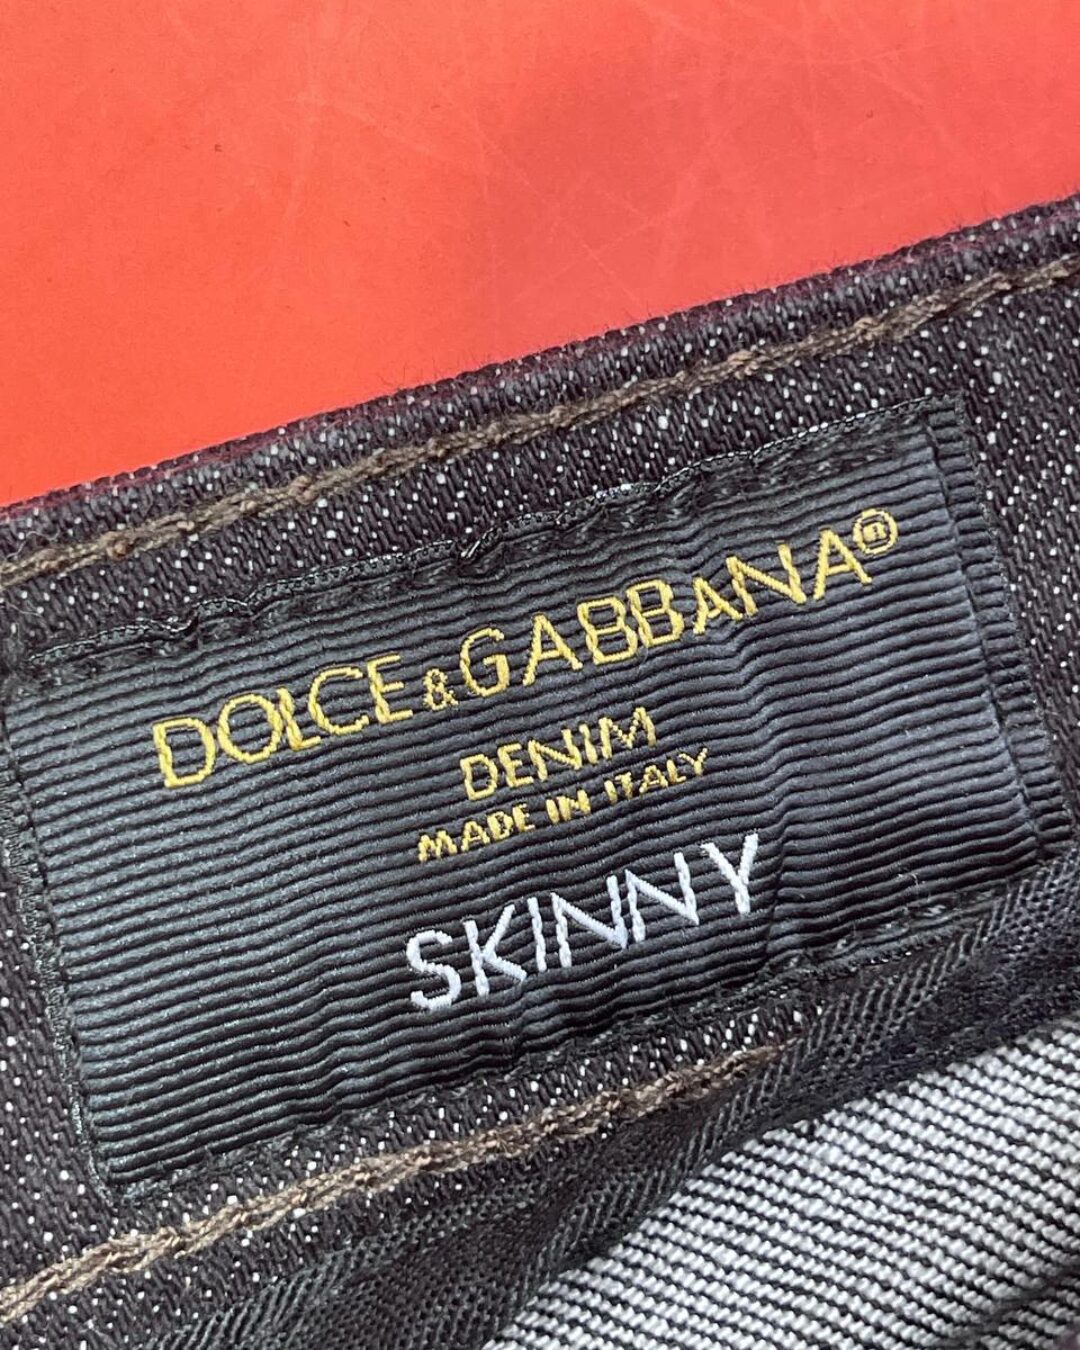 DOLCE & GABBANA®
DENIM
MADE IN ITALY
SKINNY